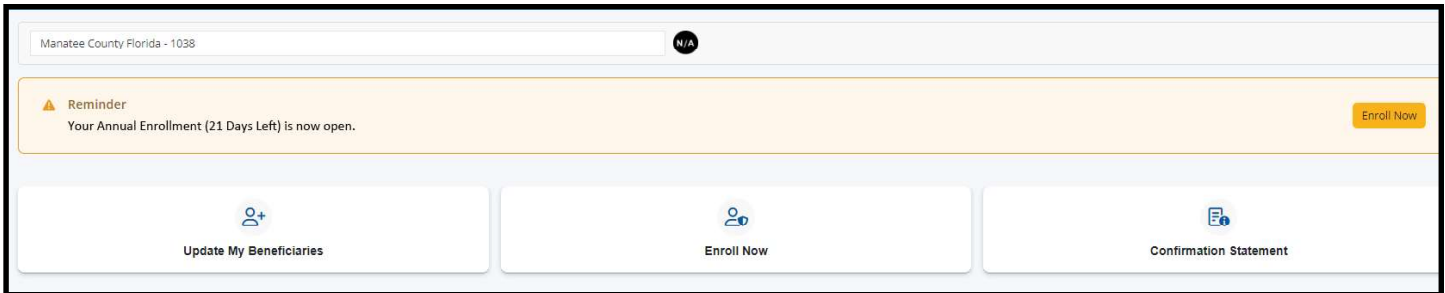 Manatee County Florida - 1038
N/A
Reminder
Your Annual Enrollment (21 Days Left) is now open.
Enroll Now
Update My Beneficiaries
Enroll Now
Confirmation Statement